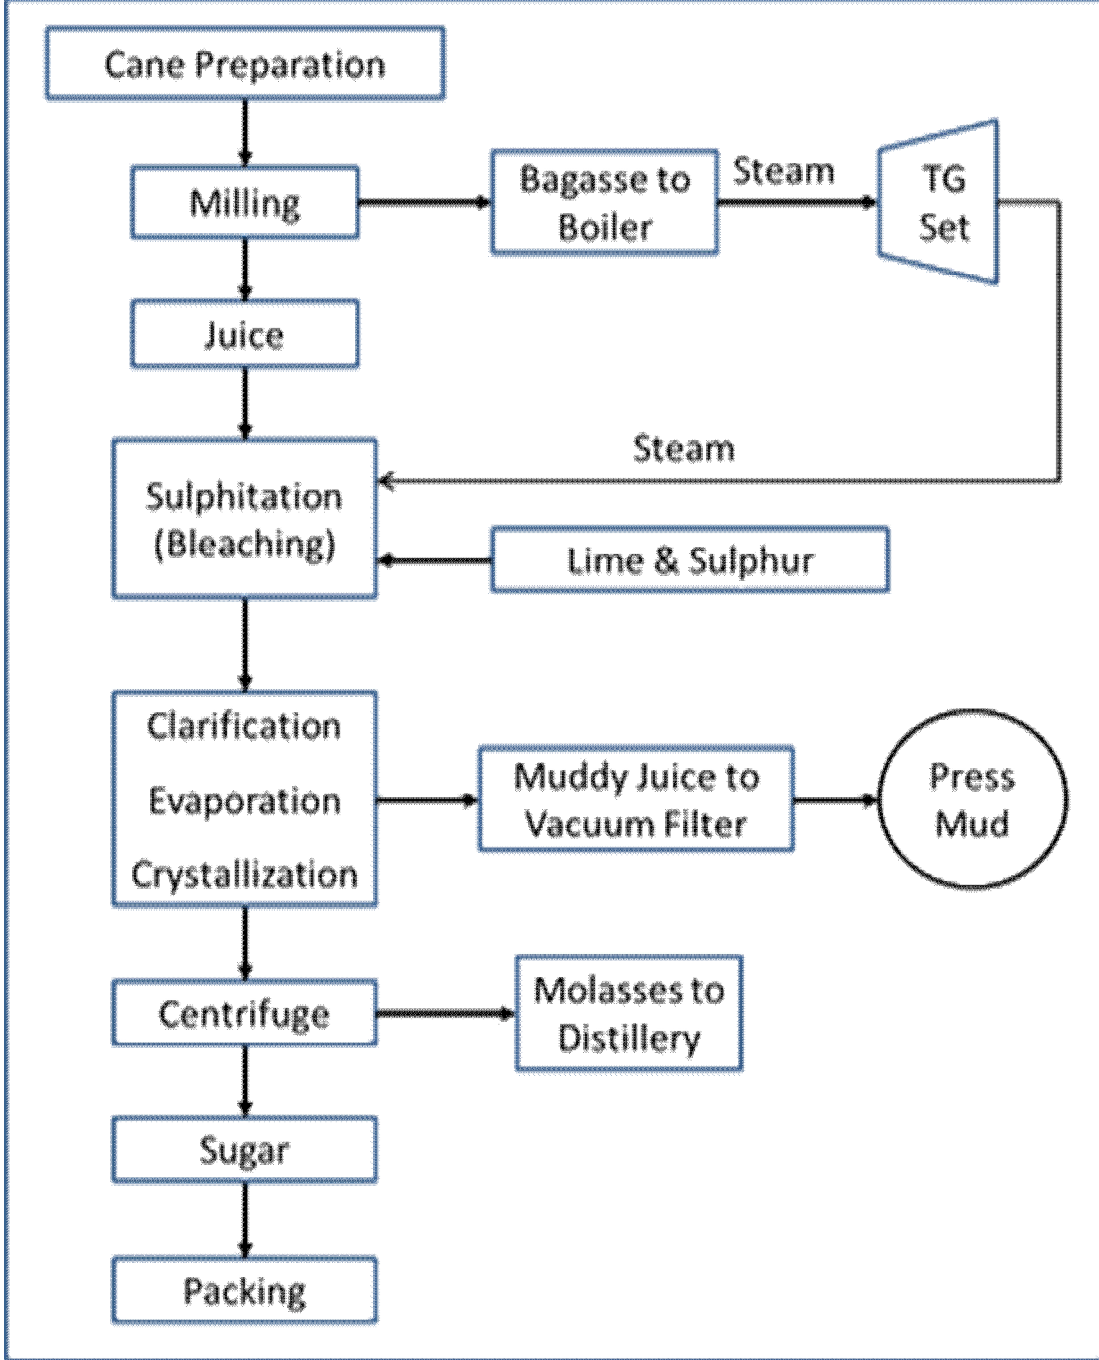 Cane Preparation
Milling
Bagasse to
Boiler
Steam
TG
Set
Juice
Steam
Sulphitation
(Bleaching)
Lime & Sulphur
Clarification
Evaporation
Crystallization
Muddy Juice to
Vacuum Filter
Press
Mud
Centrifuge
Molasses to
Distillery
Sugar
Packing